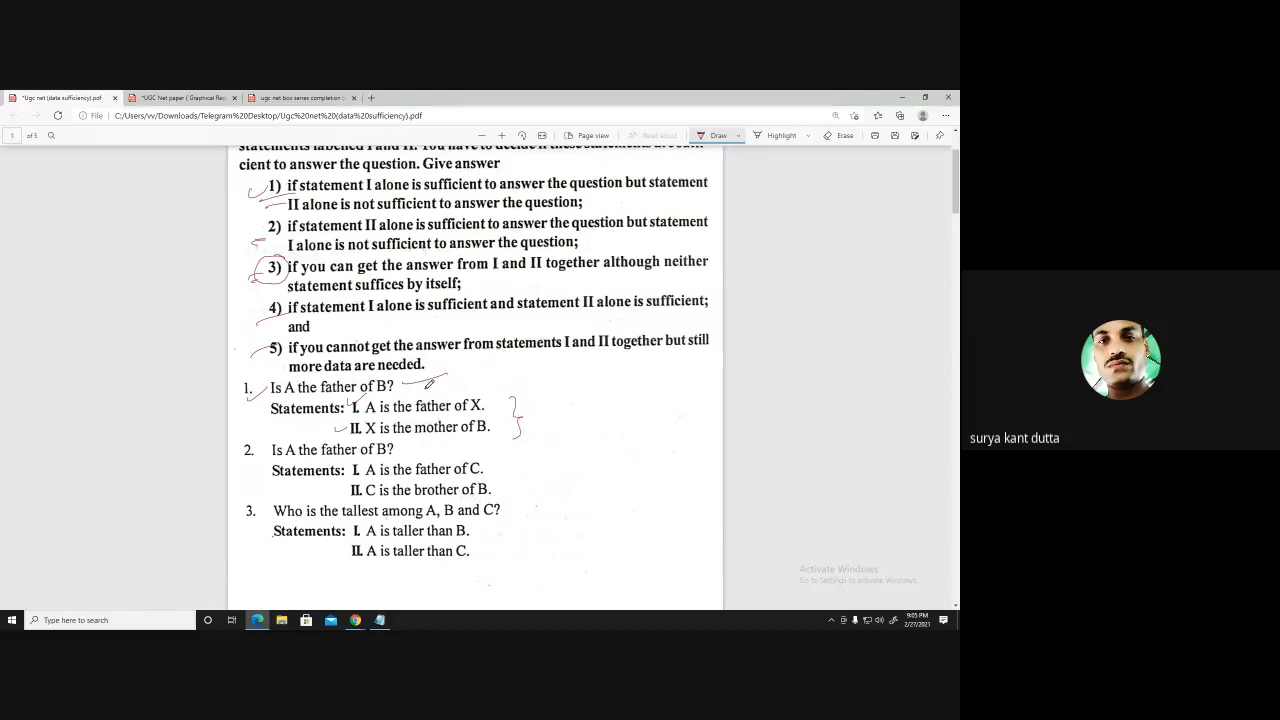 *Ugc net (data sufficiency).pdf
*UGC Net paper ( Graphical Re
ugc net box series completion
File
C:/Users/vv/Downloads/Telegram%20Desktop/Ugc%20net%20(data%20sufficiency).pdf
1 of 5
Page view
Read aloud
Draw
Highlight
Erase
cient to answer the question. Give answer
1) if statement I alone is sufficient to answer the question but statement
II alone is not sufficient to answer the question;
2) if statement II alone is sufficient to answer the question but statement
I alone is not sufficient to answer the question;
3) if you can get the answer from I and II together although neither
statement suffices by itself;
4) if statement I alone is sufficient and statement II alone is sufficient;
and
5) if you cannot get the answer from statements I and II together but still
more data are needed.
1. Is A the father of B?
Statements: I. A is the father of X.
II. X is the mother of B.
2. Is A the father of B?
Statements: I. A is the father of C.
II. C is the brother of B.
3. Who is the tallest among A, B and C?
Statements: I. A is taller than B.
II. A is taller than C.
surya kant dutta
Activate Windows
Go to Settings to activate Windows.
Type here to search
9:05 PM
2/27/2021